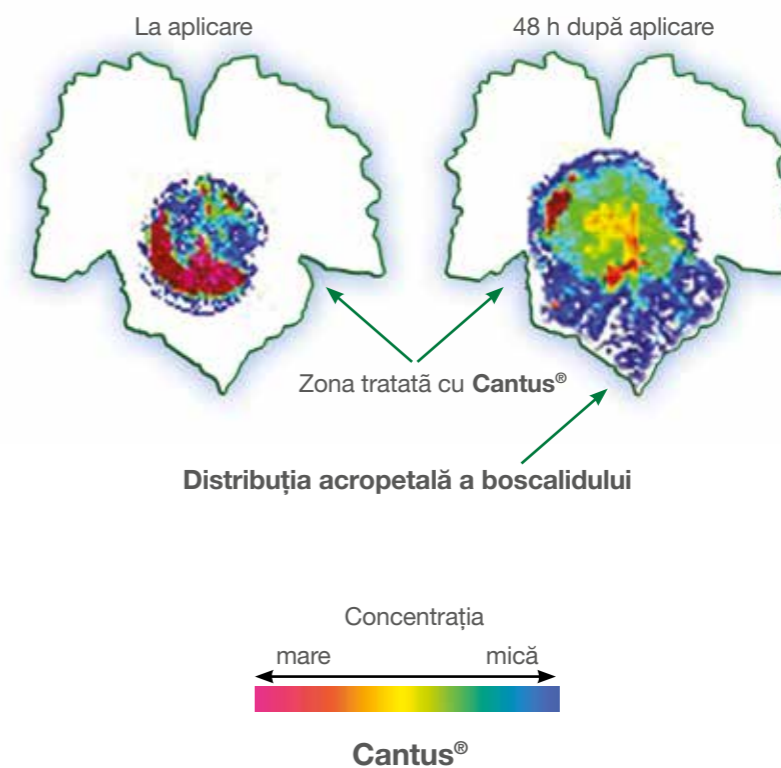 La aplicare
48 h după aplicare
Zona tratată cu Cantus®
Distribuția acropetală a boscalidului
Concentrația
mare
mică
Cantus®